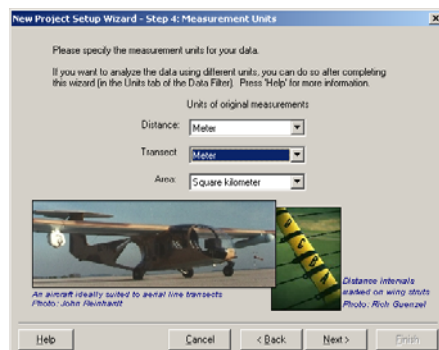 New Project Setup Wizard - Step 4: Measurement Units
Please specify the measurement units for your data.
If you want to analyze the data using different units, you can do so after completing
this wizard (in the Units tab of the Data Filter). Press 'Help' for more information.
Units of original measurements
Distance: Meter
Transect Meter
Area: Square kilometer
An aircraft ideally suited to aerial line transects
Photo: John Reinhardt
Distance intervals
marked on wing struts
Photo: Rich Guenzel
Help Cancel < Back Next > Finish